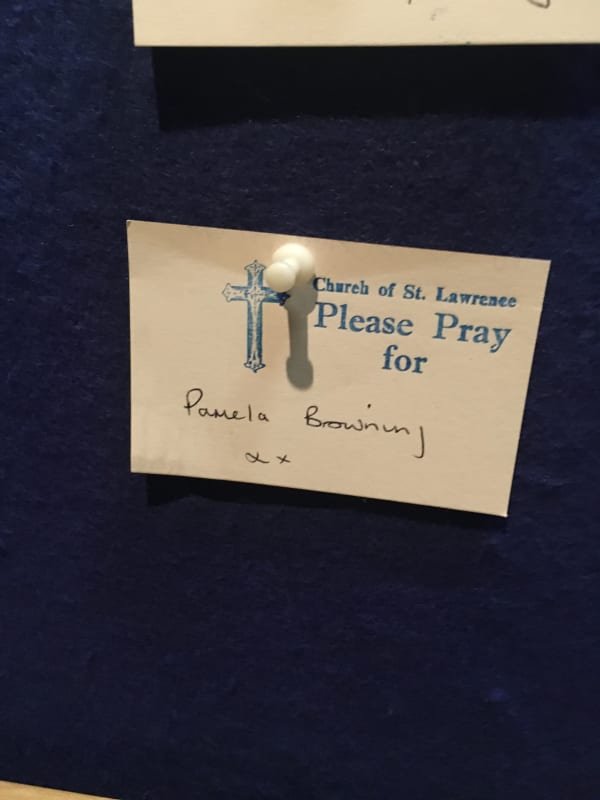 Church of St. Lawrence
Please Pray
for
Pamela Browning
xx